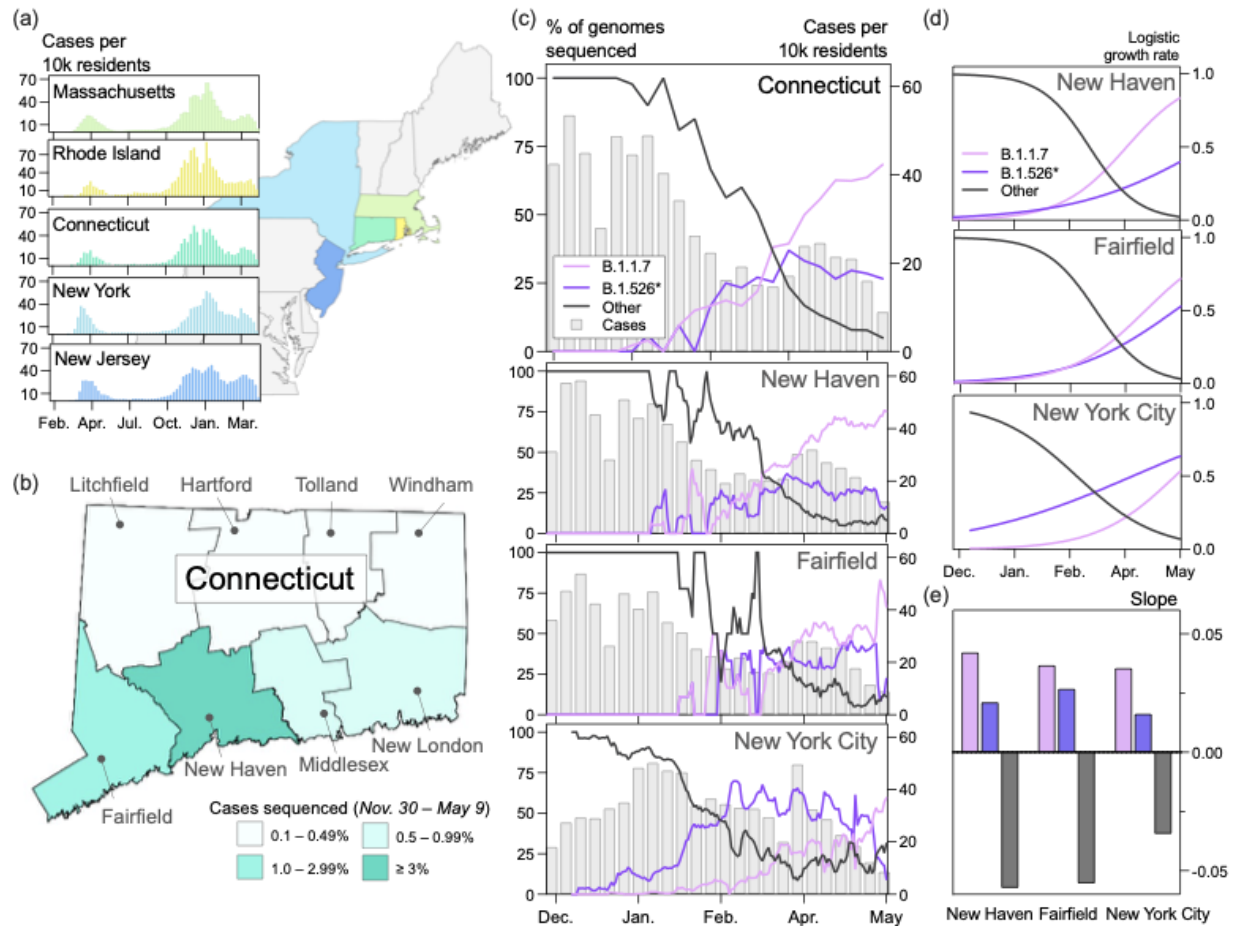 (a)
Cases per
10k residents
70
40
10
Massachusetts
70
40
10
Rhode Island
70
40
10
Connecticut
70
40
10
New York
70
40
10
New Jersey
Feb. Apr. Jul. Oct. Jan. Mar.
(b)
Litchfield Hartford Tolland Windham
Connecticut
New London
New Haven Middlesex
Fairfield
Cases sequenced (Nov. 30 – May 9)
0.1 – 0.49% 0.5 – 0.99%
1.0 – 2.99% ≥ 3%
(c)
% of genomes
sequenced
Cases per
10k residents
Connecticut
100
75
50
25
0
60
40
20
0
B.1.1.7
B.1.526*
Other
Cases
New Haven
100
75
50
25
0
60
40
20
0
Fairfield
100
75
50
25
0
60
40
20
0
New York City
100
75
50
25
0
60
40
20
0
Dec. Jan. Feb. Apr. May
(d)
Logistic
growth rate
New Haven
1.0
0.5
0.0
B.1.1.7
B.1.526*
Other
Fairfield
1.0
0.5
0.0
New York City
1.0
0.5
0.0
Dec. Jan. Feb. Apr. May
(e)
Slope
0.05
0.00
-0.05
New Haven Fairfield New York City